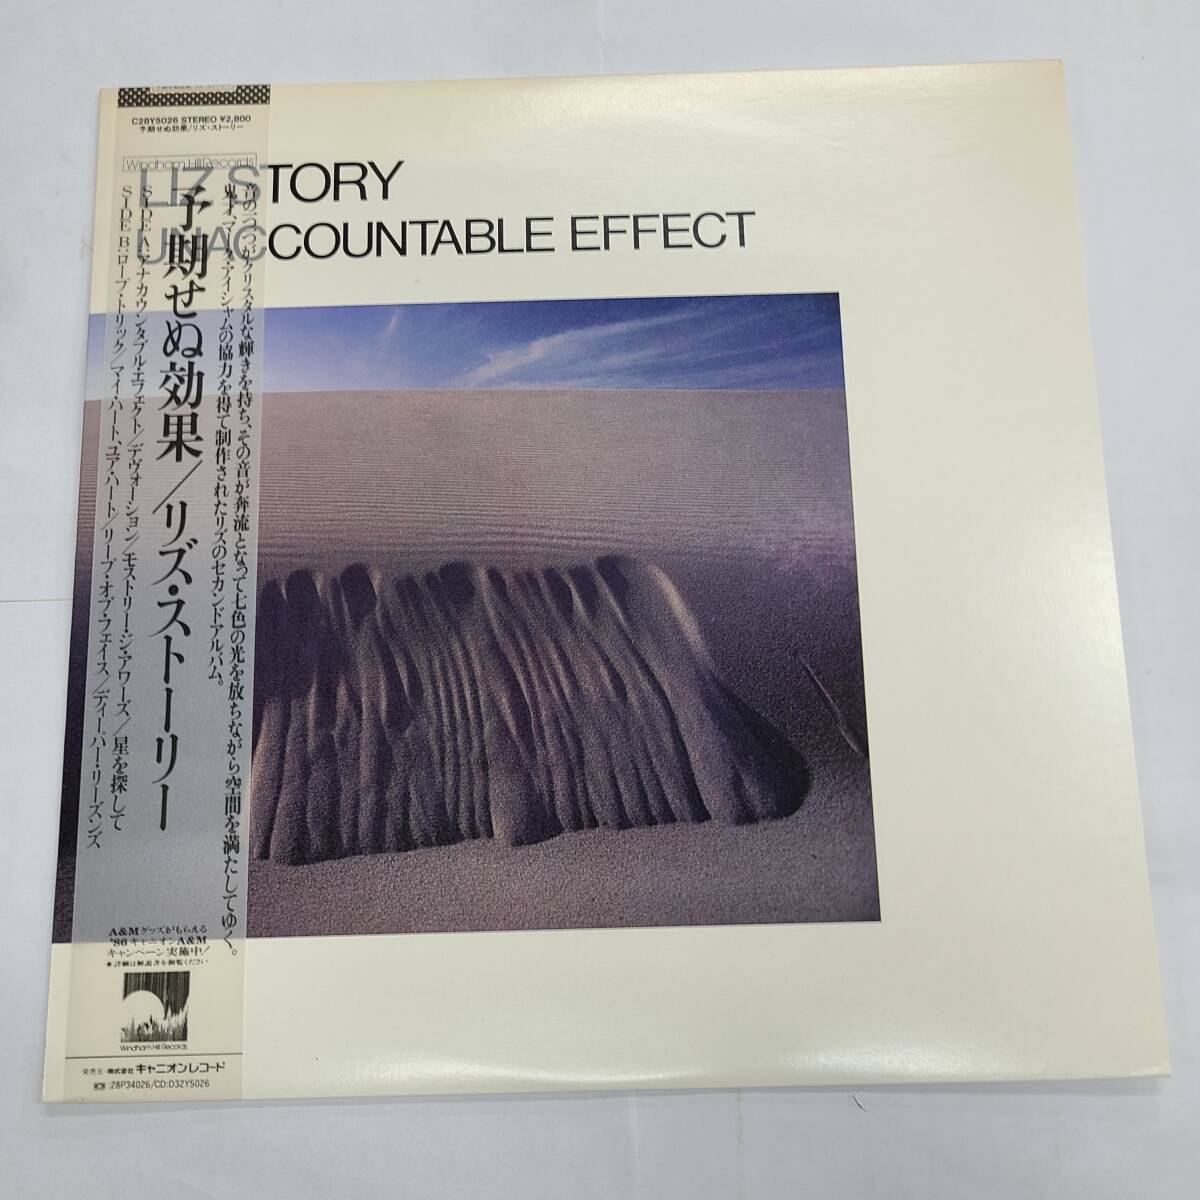 C28Y5026 STEREO ¥2,800
予期せぬ効果/リズ・ストーリー
Windham Hill Records
LIZ STORY
UNACCOUNTABLE EFFECT
音の一つ一つがクリスタルな輝きを持ち、その音が奔流となって七色の光を放ちながら空間を満たしてゆく。
鬼才、マーク・アイシャムの協力を得て制作されたリズのセカンドアルバム。
予期せぬ効果/リズ・ストーリー
SIDE A:アナカウンタブル・エフェクト/デヴォーション/モストリー・ジ・アワーズ/星を探して
SIDE B:ロープ・トリック/マイ・ハート、ユア・ハート/リープ・オブ・フェイス/ディーパー・リーズンズ
A&Mグッズがもらえる
'86キャニオンA&M
キャンペーン実施中!
●詳細は解説書を御覧ください
Windham Hill Records
発売元・株式会社 キャニオンレコード
:28P34026/CD:D32Y5026